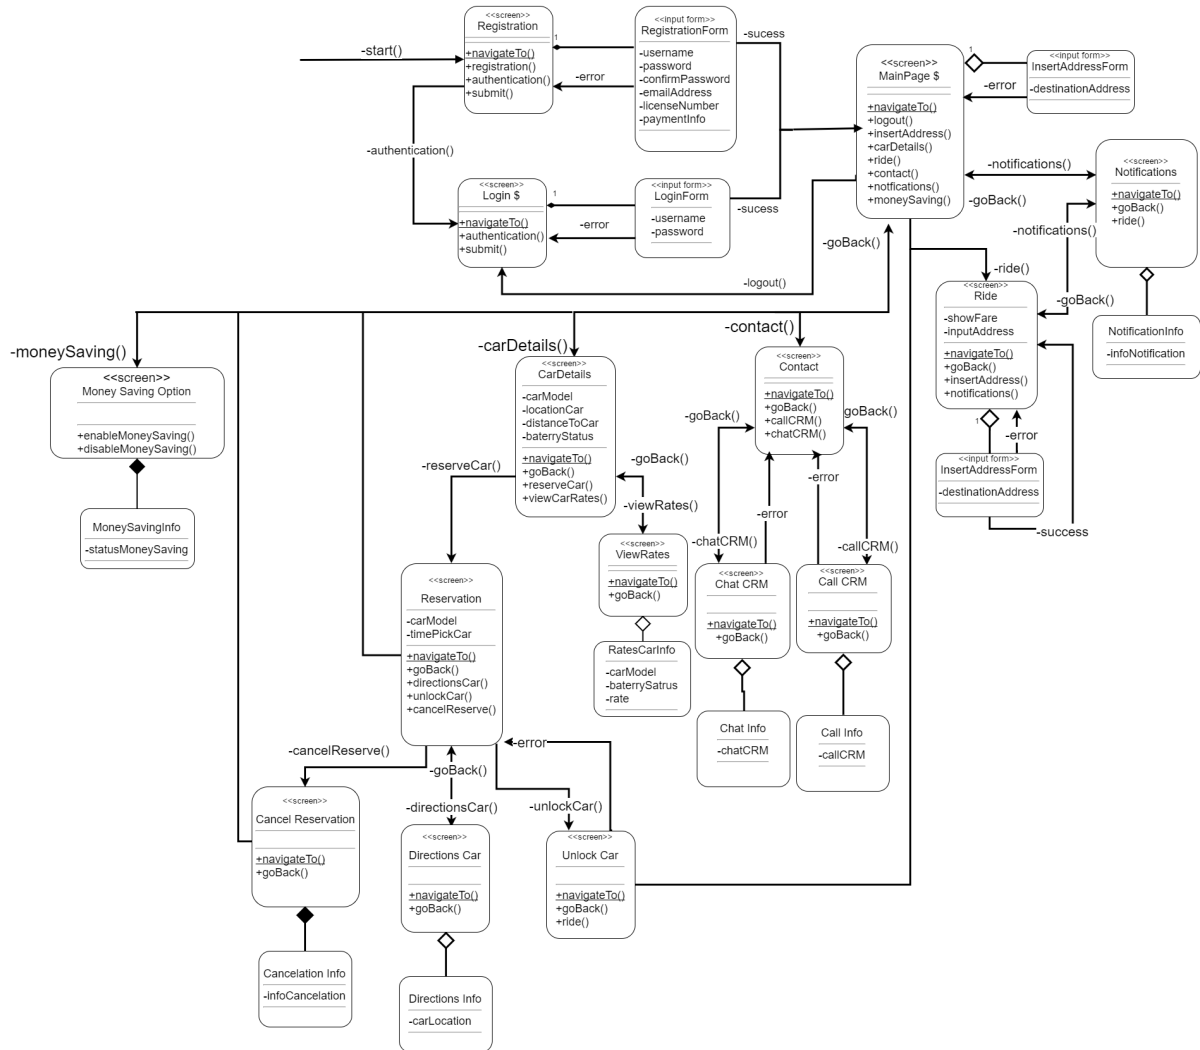 <<screen>>
Registration
+navigateTo()
+registration()
+authentication()
+submit()
-start()
1
-error
<<input form>>
RegistrationForm
-username
-password
-confirmPassword
-emailAddress
-licenseNumber
-paymentInfo
-sucess
<<screen>>
MainPage $
+navigateTo()
+logout()
+insertAddress()
+carDetails()
+ride()
+contact()
+notfications()
+moneySaving()
1
-error
<<input form>>
InsertAddressForm
-destinationAddress
-authentication()
<<screen>>
Login $
+navigateTo()
+authentication()
+submit()
1
-error
<<input form>>
LoginForm
-username
-password
-sucess
-logout()
-goBack()
-notifications()
-goBack()
<<screen>>
Notifications
+navigateTo()
+goBack()
+ride()
-notifications()
-goBack()
NotificationInfo
-infoNotification
-ride()
<<screen>>
Ride
-showFare
-inputAddress
+navigateTo()
+goBack()
+insertAddress()
+notifications()
1
-error
<<input form>>
InsertAddressForm
-destinationAddress
-success
-moneySaving()
<<screen>>
Money Saving Option
+enableMoneySaving()
+disableMoneySaving()
MoneySavingInfo
-statusMoneySaving
-carDetails()
<<screen>>
CarDetails
-carModel
-locationCar
-distanceToCar
-baterryStatus
+navigateTo()
+goBack()
+reserveCar()
+viewCarRates()
-contact()
<<screen>>
Contact
+navigateTo()
+goBack()
+callCRM()
+chatCRM()
-goBack()
goBack()
-error
-error
-chatCRM()
-callCRM()
-reserveCar()
-goBack()
-viewRates()
<<screen>>
ViewRates
+navigateTo()
+goBack()
RatesCarInfo
-carModel
-baterrySatrus
-rate
<<screen>>
Chat CRM
+navigateTo()
+goBack()
Chat Info
-chatCRM
<<screen>>
Call CRM
+navigateTo()
+goBack()
Call Info
-callCRM
<<screen>>
Reservation
-carModel
-timePickCar
+navigateTo()
+goBack()
+directionsCar()
+unlockCar()
+cancelReserve()
-cancelReserve()
-goBack()
-error
-directionsCar()
-unlockCar()
<<screen>>
Cancel Reservation
+navigateTo()
+goBack()
Cancelation Info
-infoCancelation
<<screen>>
Directions Car
+navigateTo()
+goBack()
Directions Info
-carLocation
<<screen>>
Unlock Car
+navigateTo()
+goBack()
+ride()